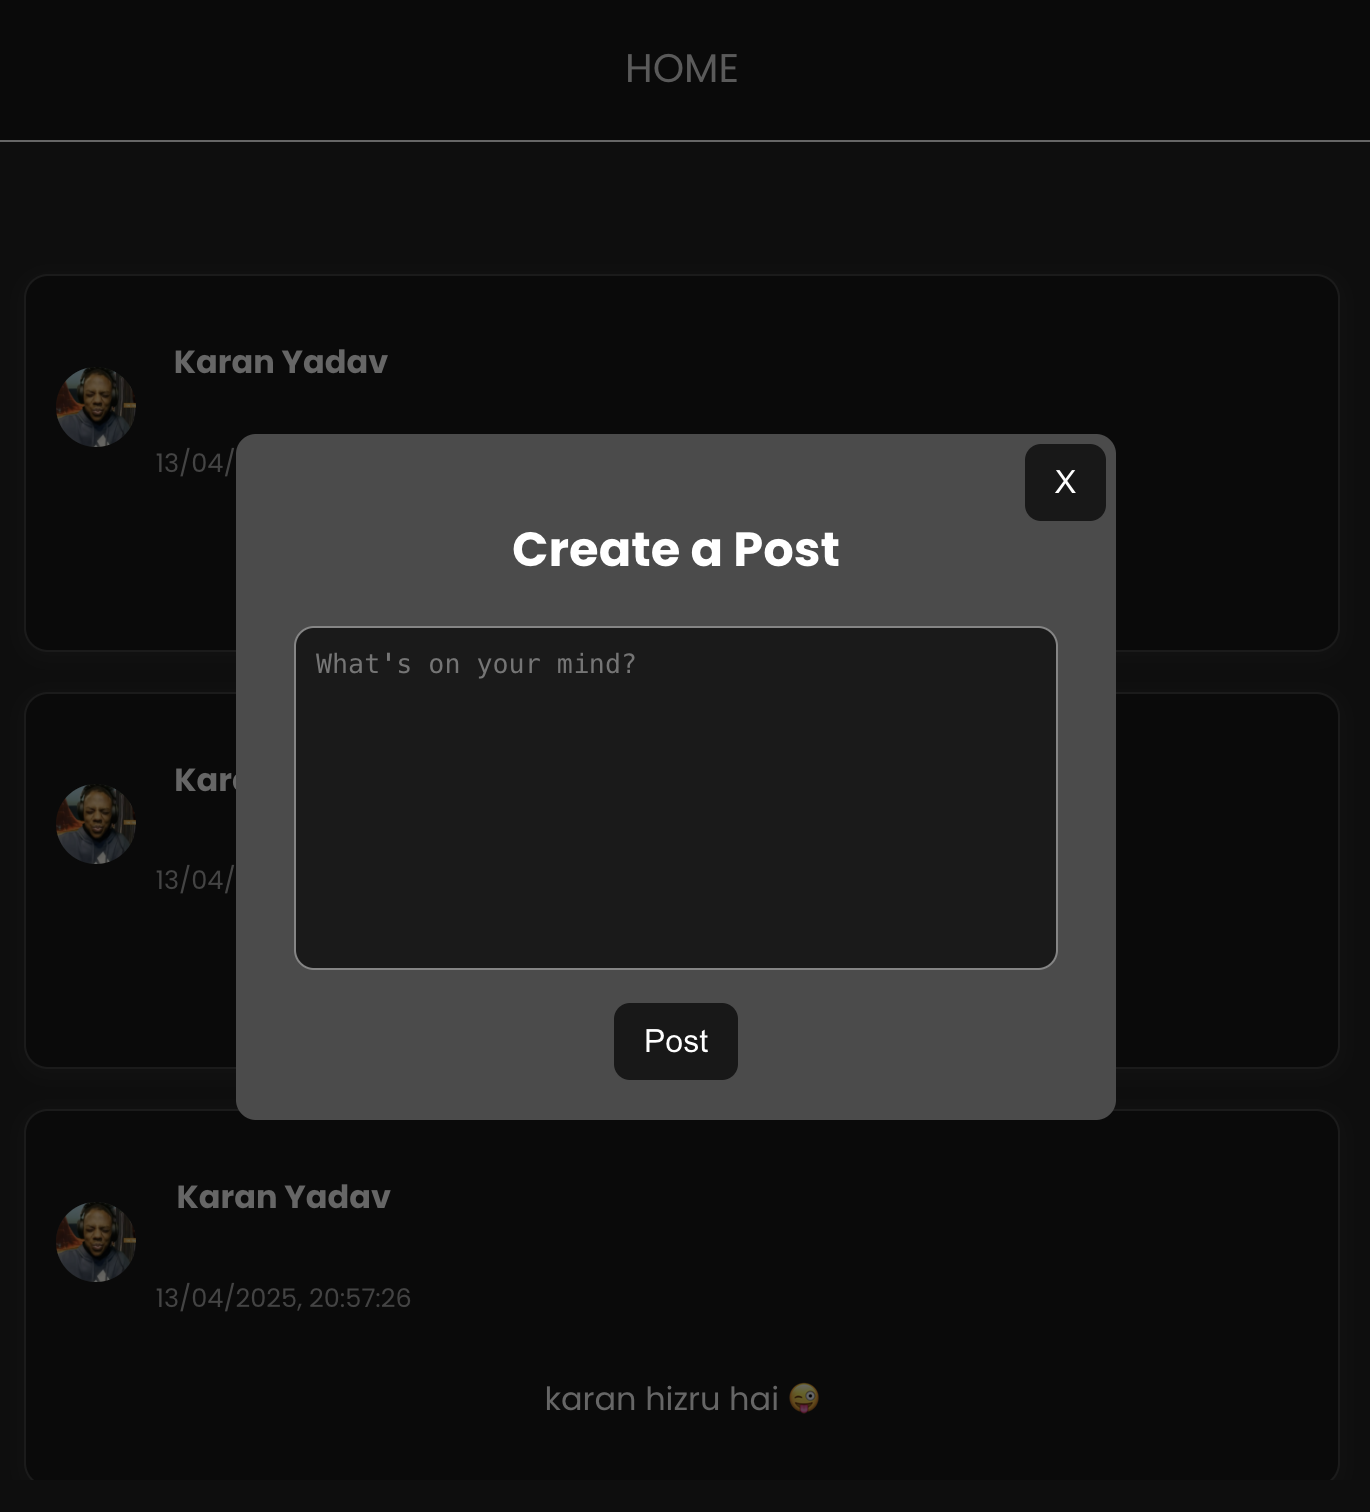 HOME
Karan Yadav
13/04/
X
Create a Post
What's on your mind?
Kara
13/04/
Post
Karan Yadav
13/04/2025, 20:57:26
karan hizru hai 😜